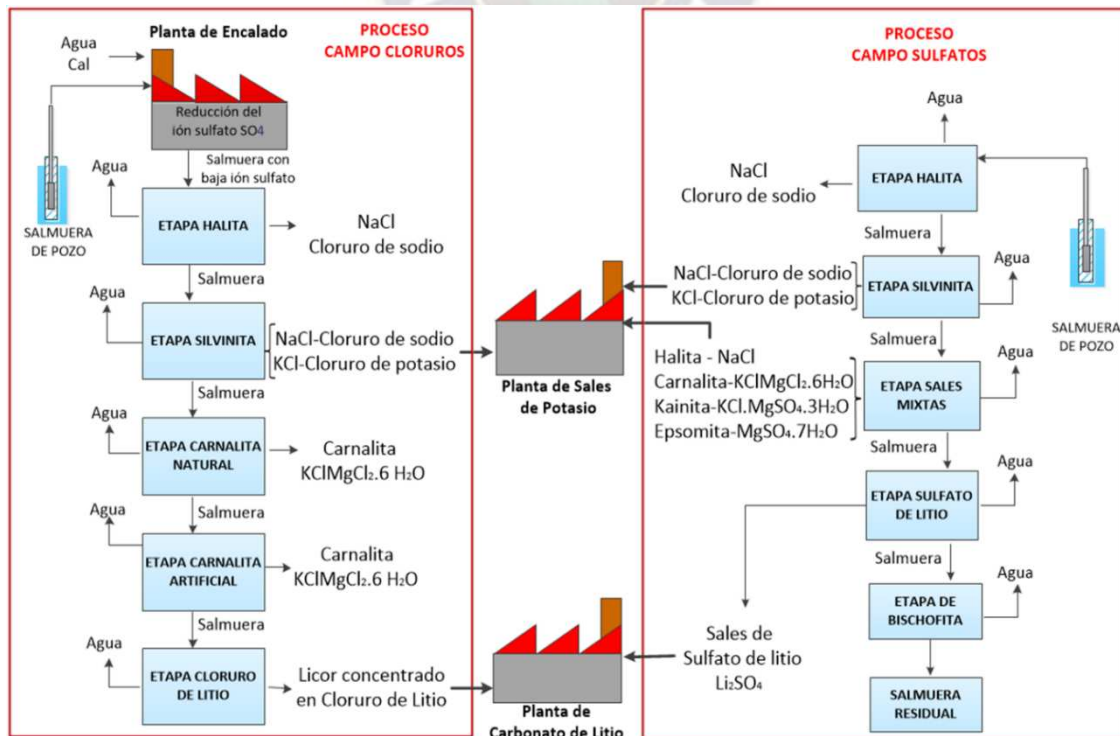 Planta de Encalado
PROCESO
CAMPO CLORUROS
Agua
Cal
Reducción del
ión sulfato SO4
Salmuera con
baja ión sulfato
Agua
SALMUERA
DE POZO
ETAPA HALITA
NaCl
Cloruro de sodio
Salmuera
Agua
ETAPA SILVINITA
NaCl-Cloruro de sodio
KCl-Cloruro de potasio
Salmuera
Agua
ETAPA CARNALITA
NATURAL
Carnalita
KClMgCl₂.6 H₂O
Agua
Salmuera
ETAPA CARNALITA
ARTIFICIAL
Carnalita
KClMgCl₂.6 H₂O
Salmuera
Agua
ETAPA CLORURO
DE LITIO
Licor concentrado
en Cloruro de Litio
Planta de Sales
de Potasio
Planta de
Carbonato de Litio
PROCESO
CAMPO SULFATOS
Agua
ETAPA HALITA
NaCl
Cloruro de sodio
SALMUERA
DE POZO
Salmuera
Agua
NaCl-Cloruro de sodio
KCl-Cloruro de potasio
ETAPA SILVINITA
Salmuera
Agua
Halita - NaCl
Carnalita-KClMgCl₂.6H₂O
Kainita-KCl.MgSO₄.3H₂O
Epsomita-MgSO₄.7H₂O
ETAPA SALES
MIXTAS
Salmuera
Agua
ETAPA SULFATO
DE LITIO
Salmuera
Agua
Sales de
Sulfato de litio
Li₂SO₄
ETAPA DE
BISCHOFITA
SALMUERA
RESIDUAL